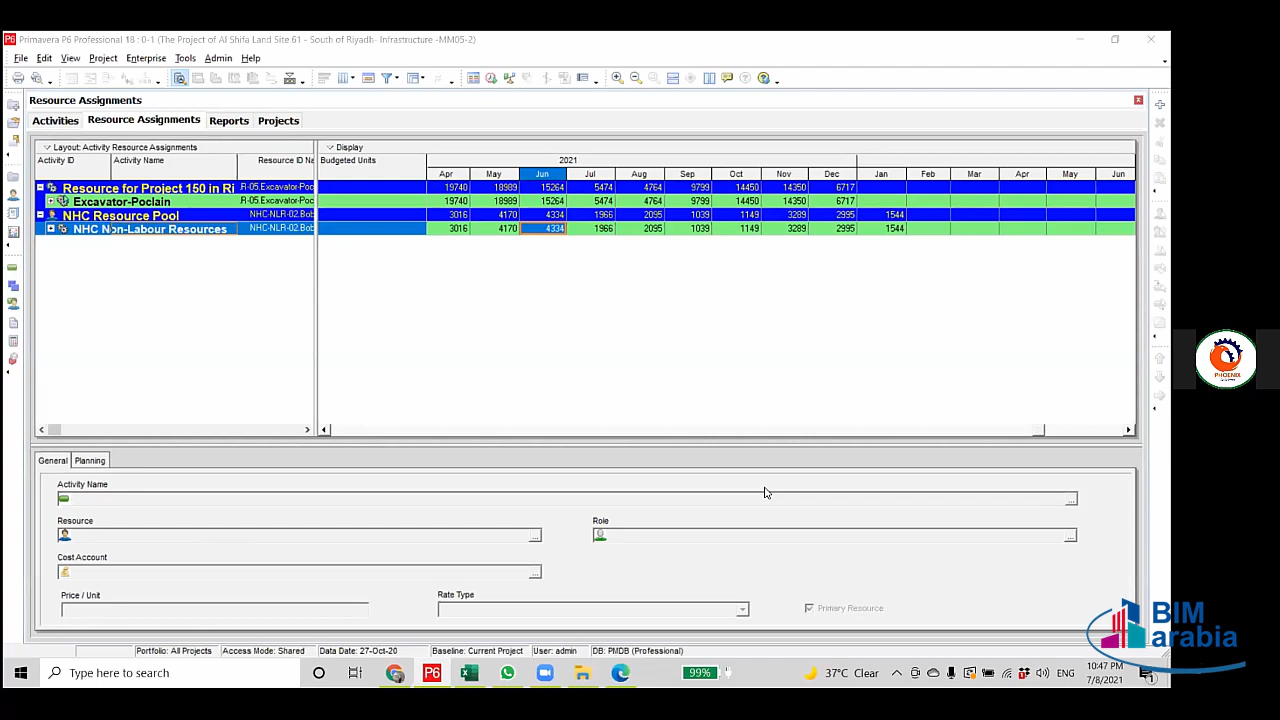 Primavera P6 Professional 18 : 0-1 (The Project of Al Shifa Land Site 61 - South of Riyadh- Infrastructure -MM05-2)
File Edit View Project Enterprise Tools Admin Help
Resource Assignments
Activities Resource Assignments Reports Projects
Layout: Activity Resource Assignments Display
Activity ID Activity Name Resource ID Na Budgeted Units 2021
Apr May Jun Jul Aug Sep Oct Nov Dec Jan Feb Mar Apr May Jun
Resource for Project 150 in Ri .R-05.Excavator-Poc 19740 18989 15264 5474 4764 9799 14450 14350 6717
Excavator-Poclain .R-05.Excavator-Poc 19740 18989 15264 5474 4764 9799 14450 14350 6717
NHC Resource Pool NHC-NLR-02.Bob 3016 4170 4334 1966 2095 1039 1149 3289 2995 1544
NHC Non-Labour Resources NHC-NLR-02.Bob 3016 4170 4334 1966 2095 1039 1149 3289 2995 1544
General Planning
Activity Name
Resource Role
Cost Account
Price / Unit Rate Type Primary Resource
Portfolio: All Projects Access Mode: Shared Data Date: 27-Oct-20 Baseline: Current Project User: admin DB: PMDB (Professional)
Type here to search 99% 37°C Clear ENG 10:47 PM
7/8/2021
PHOENIX
BIM
arabia